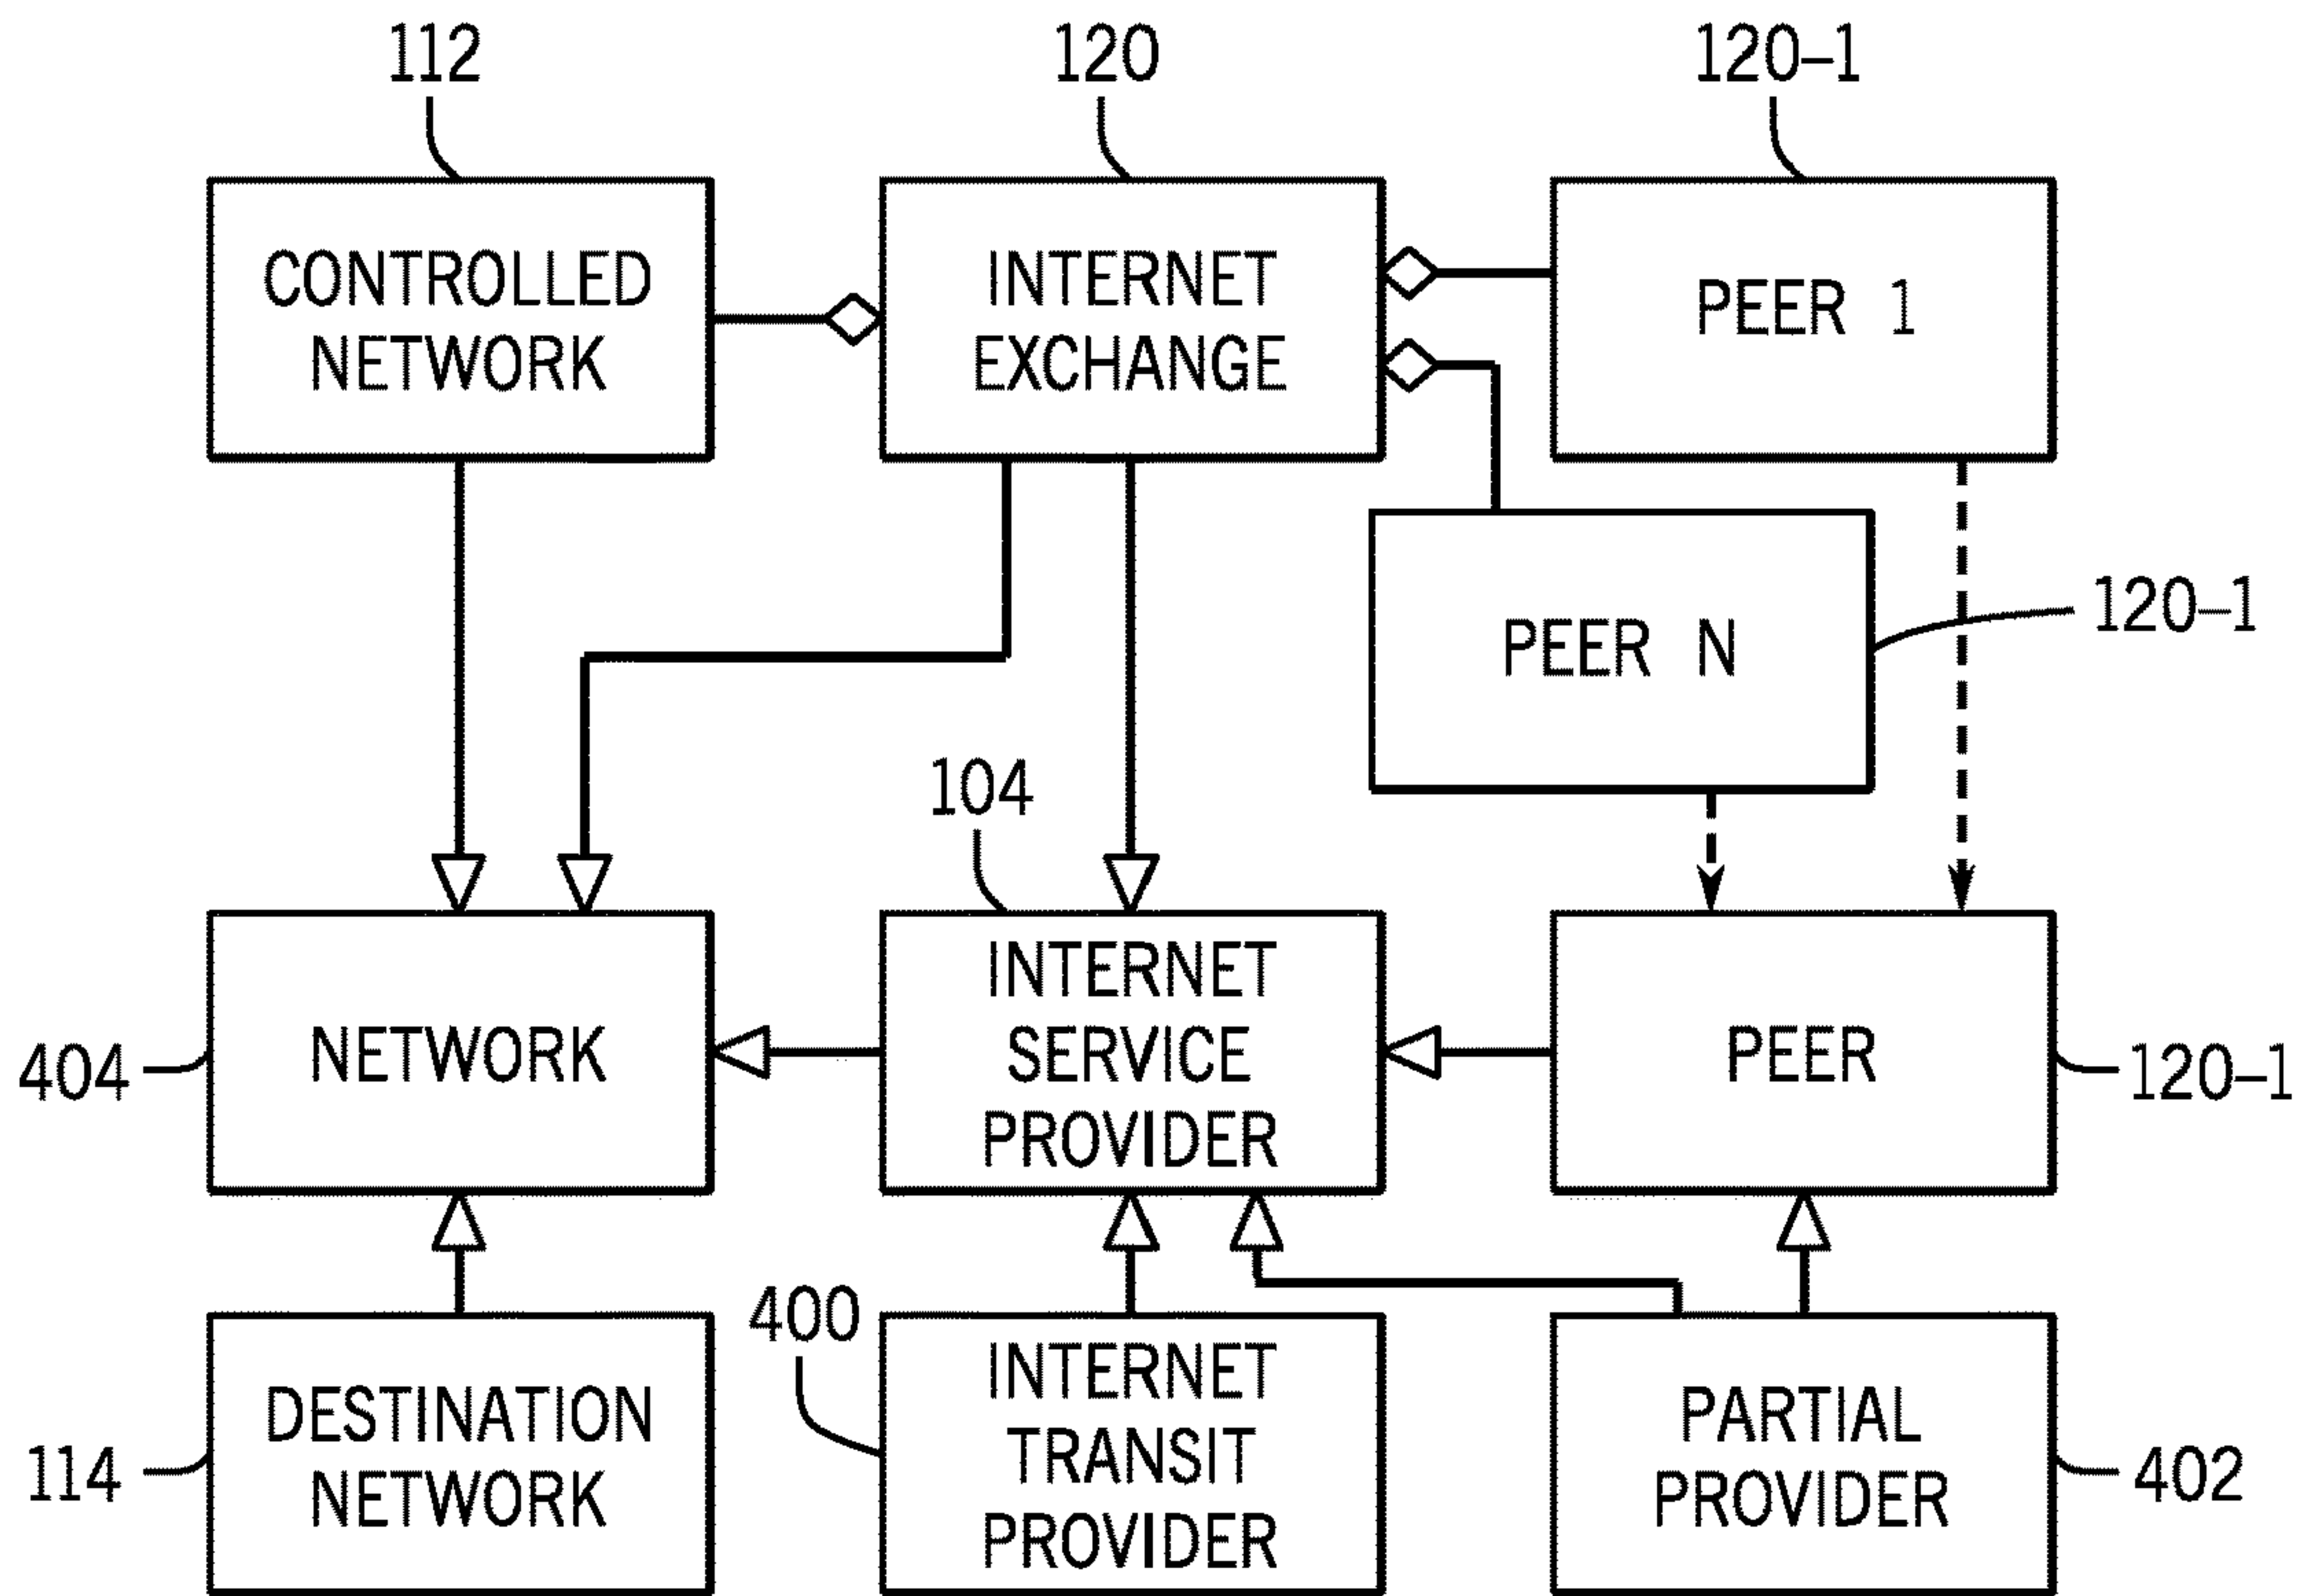 112
120
120-1
CONTROLLED
NETWORK
INTERNET
EXCHANGE
PEER 1
PEER N
120-1
104
404
NETWORK
INTERNET
SERVICE
PROVIDER
PEER
120-1
114
DESTINATION
NETWORK
400
INTERNET
TRANSIT
PROVIDER
PARTIAL
PROVIDER
402